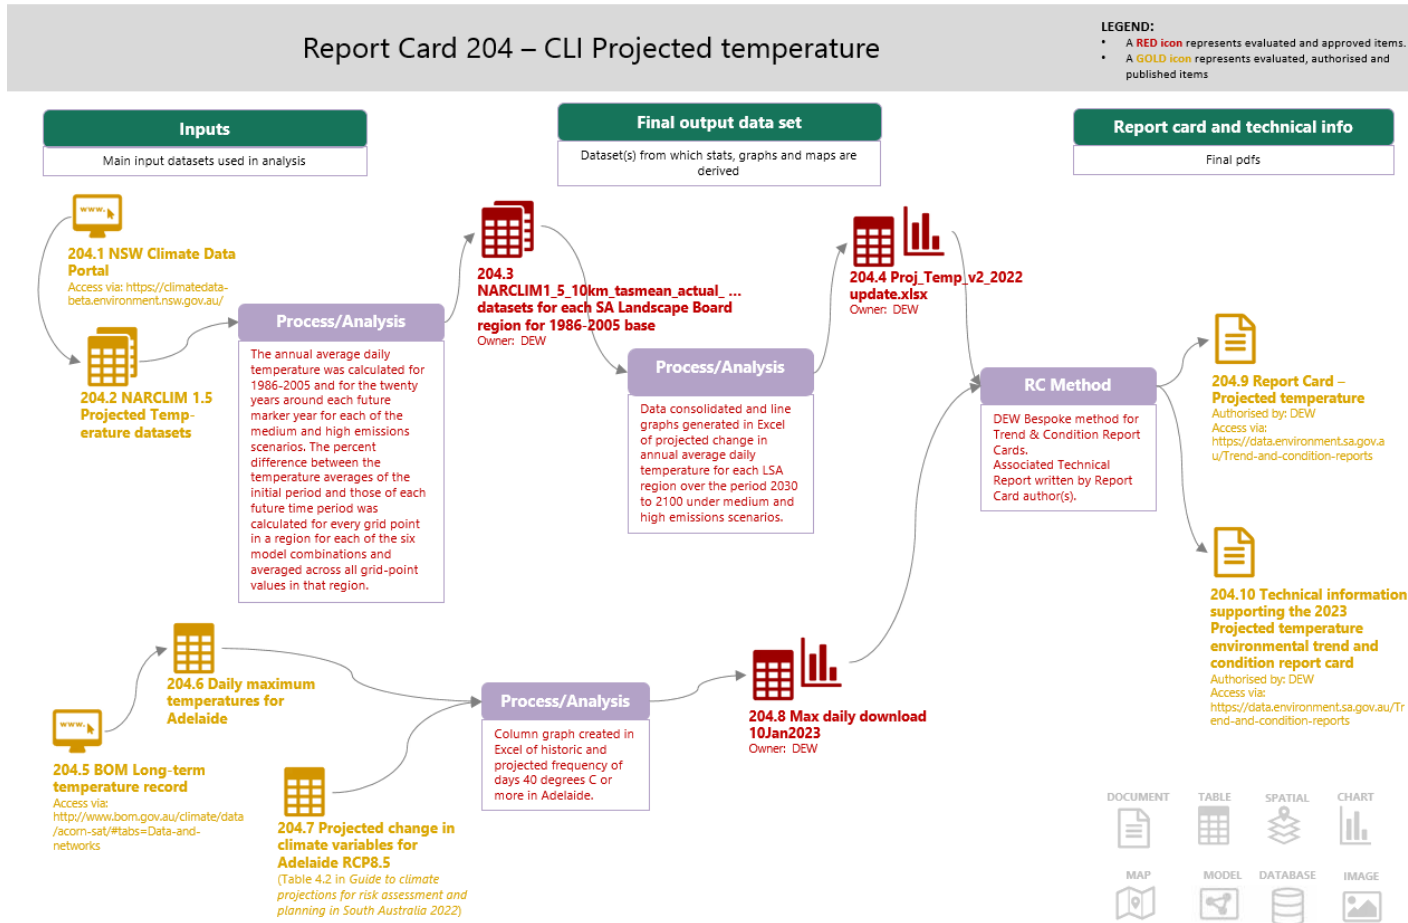 Report Card 204 – CLI Projected temperature
LEGEND:
• A RED icon represents evaluated and approved items.
• A GOLD icon represents evaluated, authorised and
published items
Inputs
Main input datasets used in analysis
Final output data set
Dataset(s) from which stats, graphs and maps are
derived
Report card and technical info
Final pdfs
www.
204.1 NSW Climate Data
Portal
Access via: https://climatedata-
beta.environment.nsw.gov.au/
204.2 NARCLIM 1.5
Projected Temp-
erature datasets
Process/Analysis
The annual average daily
temperature was calculated for
1986-2005 and for the twenty
years around each future
marker year for each of the
medium and high emissions
scenarios. The percent
difference between the
temperature averages of the
initial period and those of each
future time period was
calculated for every grid point
in a region for each of the six
model combinations and
averaged across all grid-point
values in that region.
204.3
NARCLIM1_5_10km_tasmean_actual_ ...
datasets for each SA Landscape Board
region for 1986-2005 base
Owner: DEW
Process/Analysis
Data consolidated and line
graphs generated in Excel
of projected change in
annual average daily
temperature for each LSA
region over the period 2030
to 2100 under medium and
high emissions scenarios.
204.4 Proj_Temp_v2_2022
update.xlsx
Owner: DEW
RC Method
DEW Bespoke method for
Trend & Condition Report
Cards.
Associated Technical
Report written by Report
Card author(s).
204.9 Report Card –
Projected temperature
Authorised by: DEW
Access via:
https://data.environment.sa.gov.a
u/Trend-and-condition-reports
204.10 Technical information
supporting the 2023
Projected temperature
environmental trend and
condition report card
Authorised by: DEW
Access via:
https://data.environment.sa.gov.au/Tr
end-and-condition-reports
204.6 Daily maximum
temperatures for
Adelaide
www.
204.5 BOM Long-term
temperature record
Access via:
http://www.bom.gov.au/climate/data
/acorn-sat/#tabs=Data-and-
networks
204.7 Projected change in
climate variables for
Adelaide RCP8.5
(Table 4.2 in Guide to climate
projections for risk assessment and
planning in South Australia 2022)
Process/Analysis
Column graph created in
Excel of historic and
projected frequency of
days 40 degrees C or
more in Adelaide.
204.8 Max daily download
10Jan2023
Owner: DEW
DOCUMENT TABLE SPATIAL CHART
MAP MODEL DATABASE IMAGE